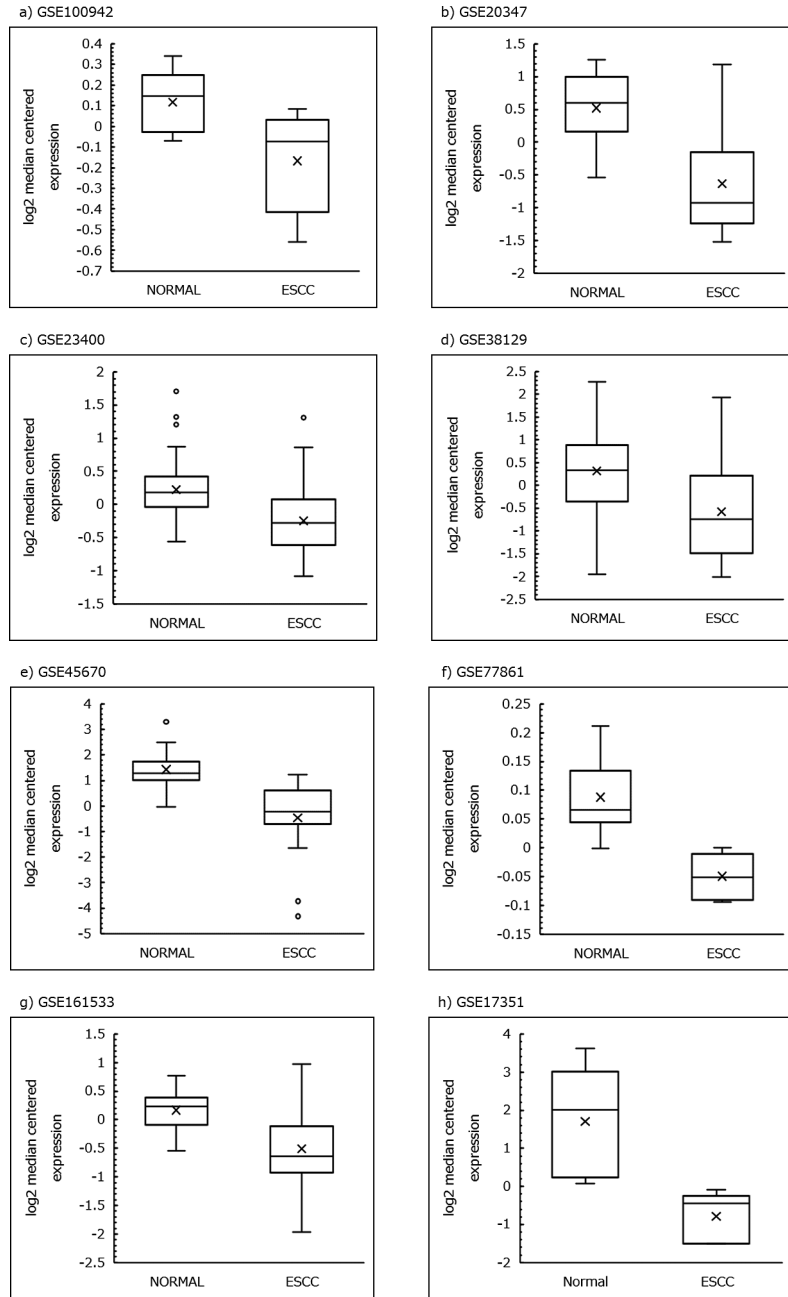 a) GSE100942
log2 median centered
expression
0.4
0.3
0.2
0.1
0
-0.1
-0.2
-0.3
-0.4
-0.5
-0.6
-0.7
NORMAL ESCC
b) GSE20347
log2 median centered
expression
1.5
1
0.5
0
-0.5
-1
-1.5
-2
NORMAL ESCC
c) GSE23400
log2 median centered
expression
2
1.5
1
0.5
0
-0.5
-1
-1.5
NORMAL ESCC
d) GSE38129
log2 median centered
expression
2.5
2
1.5
1
0.5
0
-0.5
-1
-1.5
-2
-2.5
NORMAL ESCC
e) GSE45670
log2 median centered
expression
4
3
2
1
0
-1
-2
-3
-4
-5
NORMAL ESCC
f) GSE77861
log2 median centered
expression
0.25
0.2
0.15
0.1
0.05
0
-0.05
-0.1
-0.15
NORMAL ESCC
g) GSE161533
log2 median centered
expression
1.5
1
0.5
0
-0.5
-1
-1.5
-2
-2.5
NORMAL ESCC
h) GSE17351
log2 median centered
expression
4
3
2
1
0
-1
-2
Normal ESCC